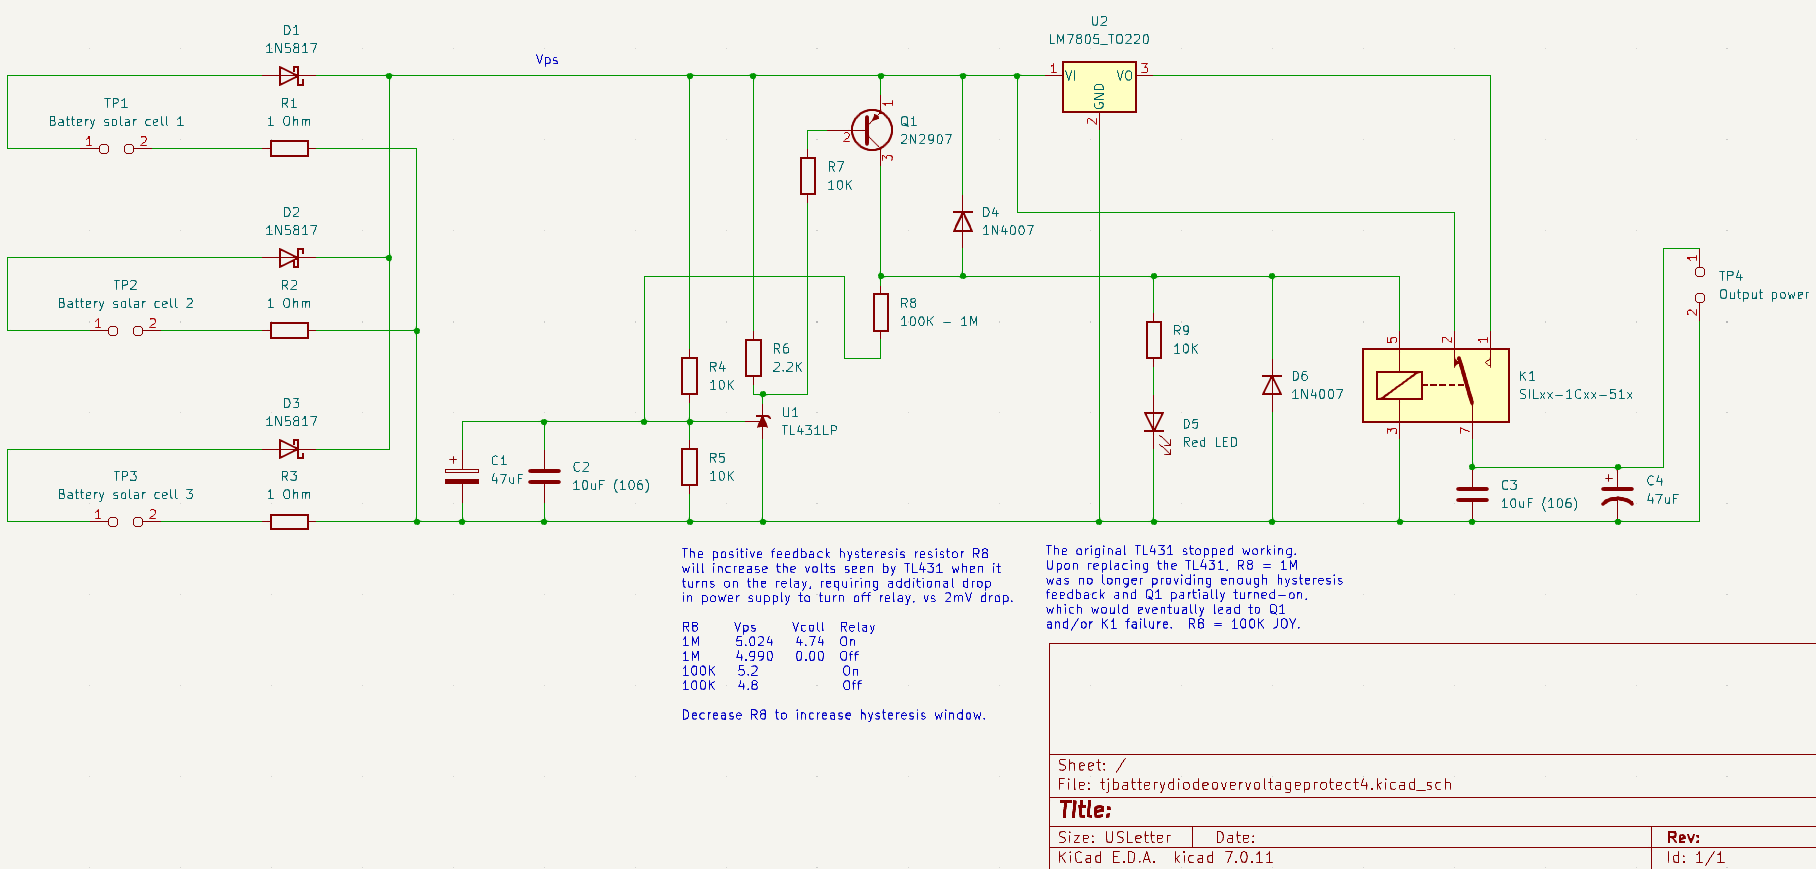 D1
1N5817
TP1
Battery solar cell 1
1
2
R1
1 Ohm
D2
1N5817
TP2
Battery solar cell 2
1
2
R2
1 Ohm
D3
1N5817
TP3
Battery solar cell 3
1
2
R3
1 Ohm
Vps
C1
47uF
+
C2
10uF (106)
R4
10K
R5
10K
R6
2.2K
U1
TL431LP
R7
10K
Q1
2N2907
1
2
3
R8
100K - 1M
D4
1N4007
U2
LM7805_TO220
1
VI
VO
3
GND
2
R9
10K
D5
Red LED
D6
1N4007
K1
SILxx-1Cxx-51x
5
2
1
3
7
C3
10uF (106)
+
C4
47uF
TP4
Output power
1
2
The positive feedback hysteresis resistor R8
will increase the volts seen by TL431 when it
turns on the relay, requiring additional drop
in power supply to turn off relay, vs 2mV drop.
R8 Vps Vcoll Relay
1M 5.024 4.74 On
1M 4.990 0.00 Off
100K 5.2 On
100K 4.8 Off
Decrease R8 to increase hysteresis window.
The original TL431 stopped working.
Upon replacing the TL431, R8 = 1M
was no longer providing enough hysteresis
feedback and Q1 partially turned-on,
which would eventually lead to Q1
and/or K1 failure. R8 = 100K JOY.
Sheet: /
File: tjbatterydiodeovervoltageprotect4.kicad_sch
Title:
Size: USLetter Date: Rev:
KiCad E.D.A. kicad 7.0.11 Id: 1/1